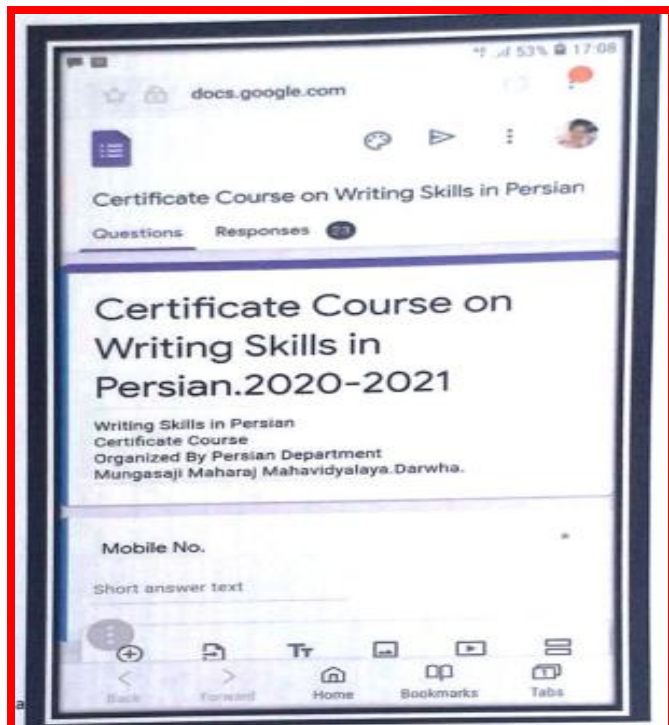 53% 17:08
docs.google.com
Certificate Course on Writing Skills in Persian
Questions Responses 23
Certificate Course on
Writing Skills in
Persian.2020-2021
Writing Skills in Persian
Certificate Course
Organized By Persian Department
Mungasaji Maharaj Mahavidyalaya.Darwha.
Mobile No. *
Short answer text
Tт
Back Forward Home Bookmarks Tabs
a